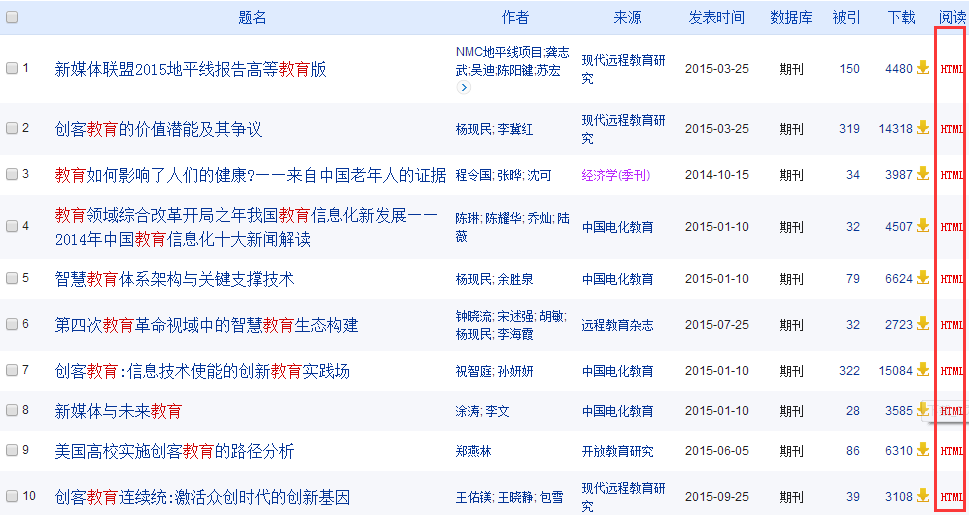 题名 作者 来源 发表时间 数据库 被引 下载 阅读
1 新媒体联盟2015地平线报告高等教育版 NMC地平线项目;龚志武;吴迪;陈阳键;苏宏 现代远程教育研究 2015-03-25 期刊 150 4480 HTML
2 创客教育的价值潜能及其争议 杨现民; 李冀红 现代远程教育研究 2015-03-25 期刊 319 14318 HTML
3 教育如何影响了人们的健康?——来自中国老年人的证据 程令国; 张晔; 沈可 经济学(季刊) 2014-10-15 期刊 34 3987 HTML
4 教育领域综合改革开局之年我国教育信息化新发展——2014年中国教育信息化十大新闻解读 陈琳; 陈耀华; 乔灿; 陆薇 中国电化教育 2015-01-10 期刊 32 4507 HTML
5 智慧教育体系架构与关键支撑技术 杨现民; 余胜泉 中国电化教育 2015-01-10 期刊 79 6624 HTML
6 第四次教育革命视域中的智慧教育生态构建 钟晓流; 宋述强; 胡敏; 杨现民; 李海霞 远程教育杂志 2015-07-25 期刊 32 2723 HTML
7 创客教育:信息技术使能的创新教育实践场 祝智庭; 孙妍妍 中国电化教育 2015-01-10 期刊 322 15084 HTML
8 新媒体与未来教育 涂涛; 李文 中国电化教育 2015-01-10 期刊 28 3585 HTML
9 美国高校实施创客教育的路径分析 郑燕林 开放教育研究 2015-06-05 期刊 86 6310 HTML
10 创客教育连续统:激活众创时代的创新基因 王佑镁; 王晓静; 包雪 现代远程教育研究 2015-09-25 期刊 39 3108 HTML